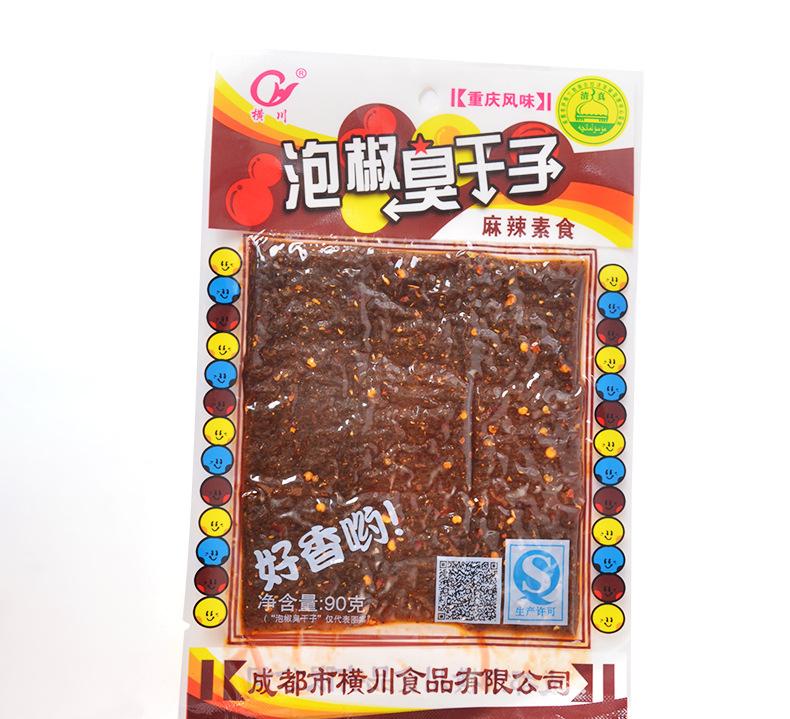 ®
横川
重庆风味
清真
泡椒臭干子
麻辣素食
好香哟!
净含量:90克
("泡椒臭干子"仅代表图案)
生产许可
成都市横川食品有限公司